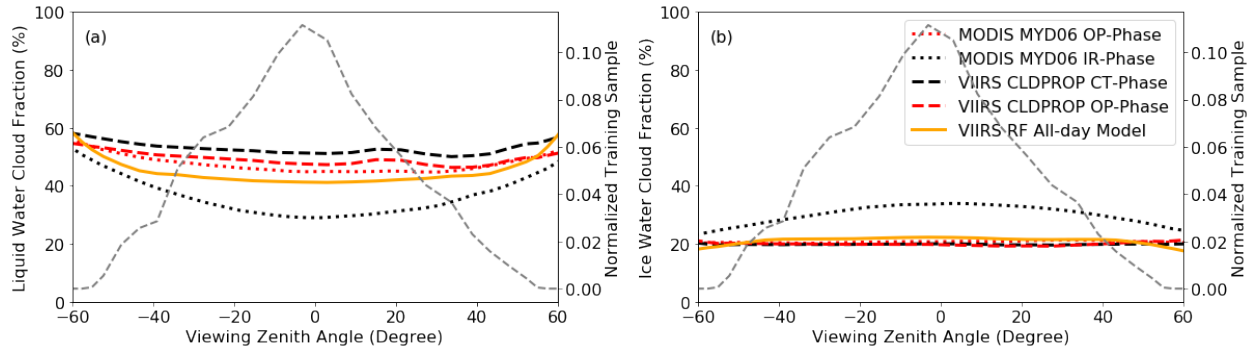 (a)
100
80
60
40
20
0
Liquid Water Cloud Fraction (%)
−60
−40
−20
0
20
40
60
Viewing Zenith Angle (Degree)
0.10
0.08
0.06
0.04
0.02
0.00
Normalized Training Sample
(b)
100
80
60
40
20
0
Ice Water Cloud Fraction (%)
−60
−40
−20
0
20
40
60
Viewing Zenith Angle (Degree)
0.10
0.08
0.06
0.04
0.02
0.00
Normalized Training Sample
MODIS MYD06 OP-Phase
MODIS MYD06 IR-Phase
VIIRS CLDPROP CT-Phase
VIIRS CLDPROP OP-Phase
VIIRS RF All-day Model